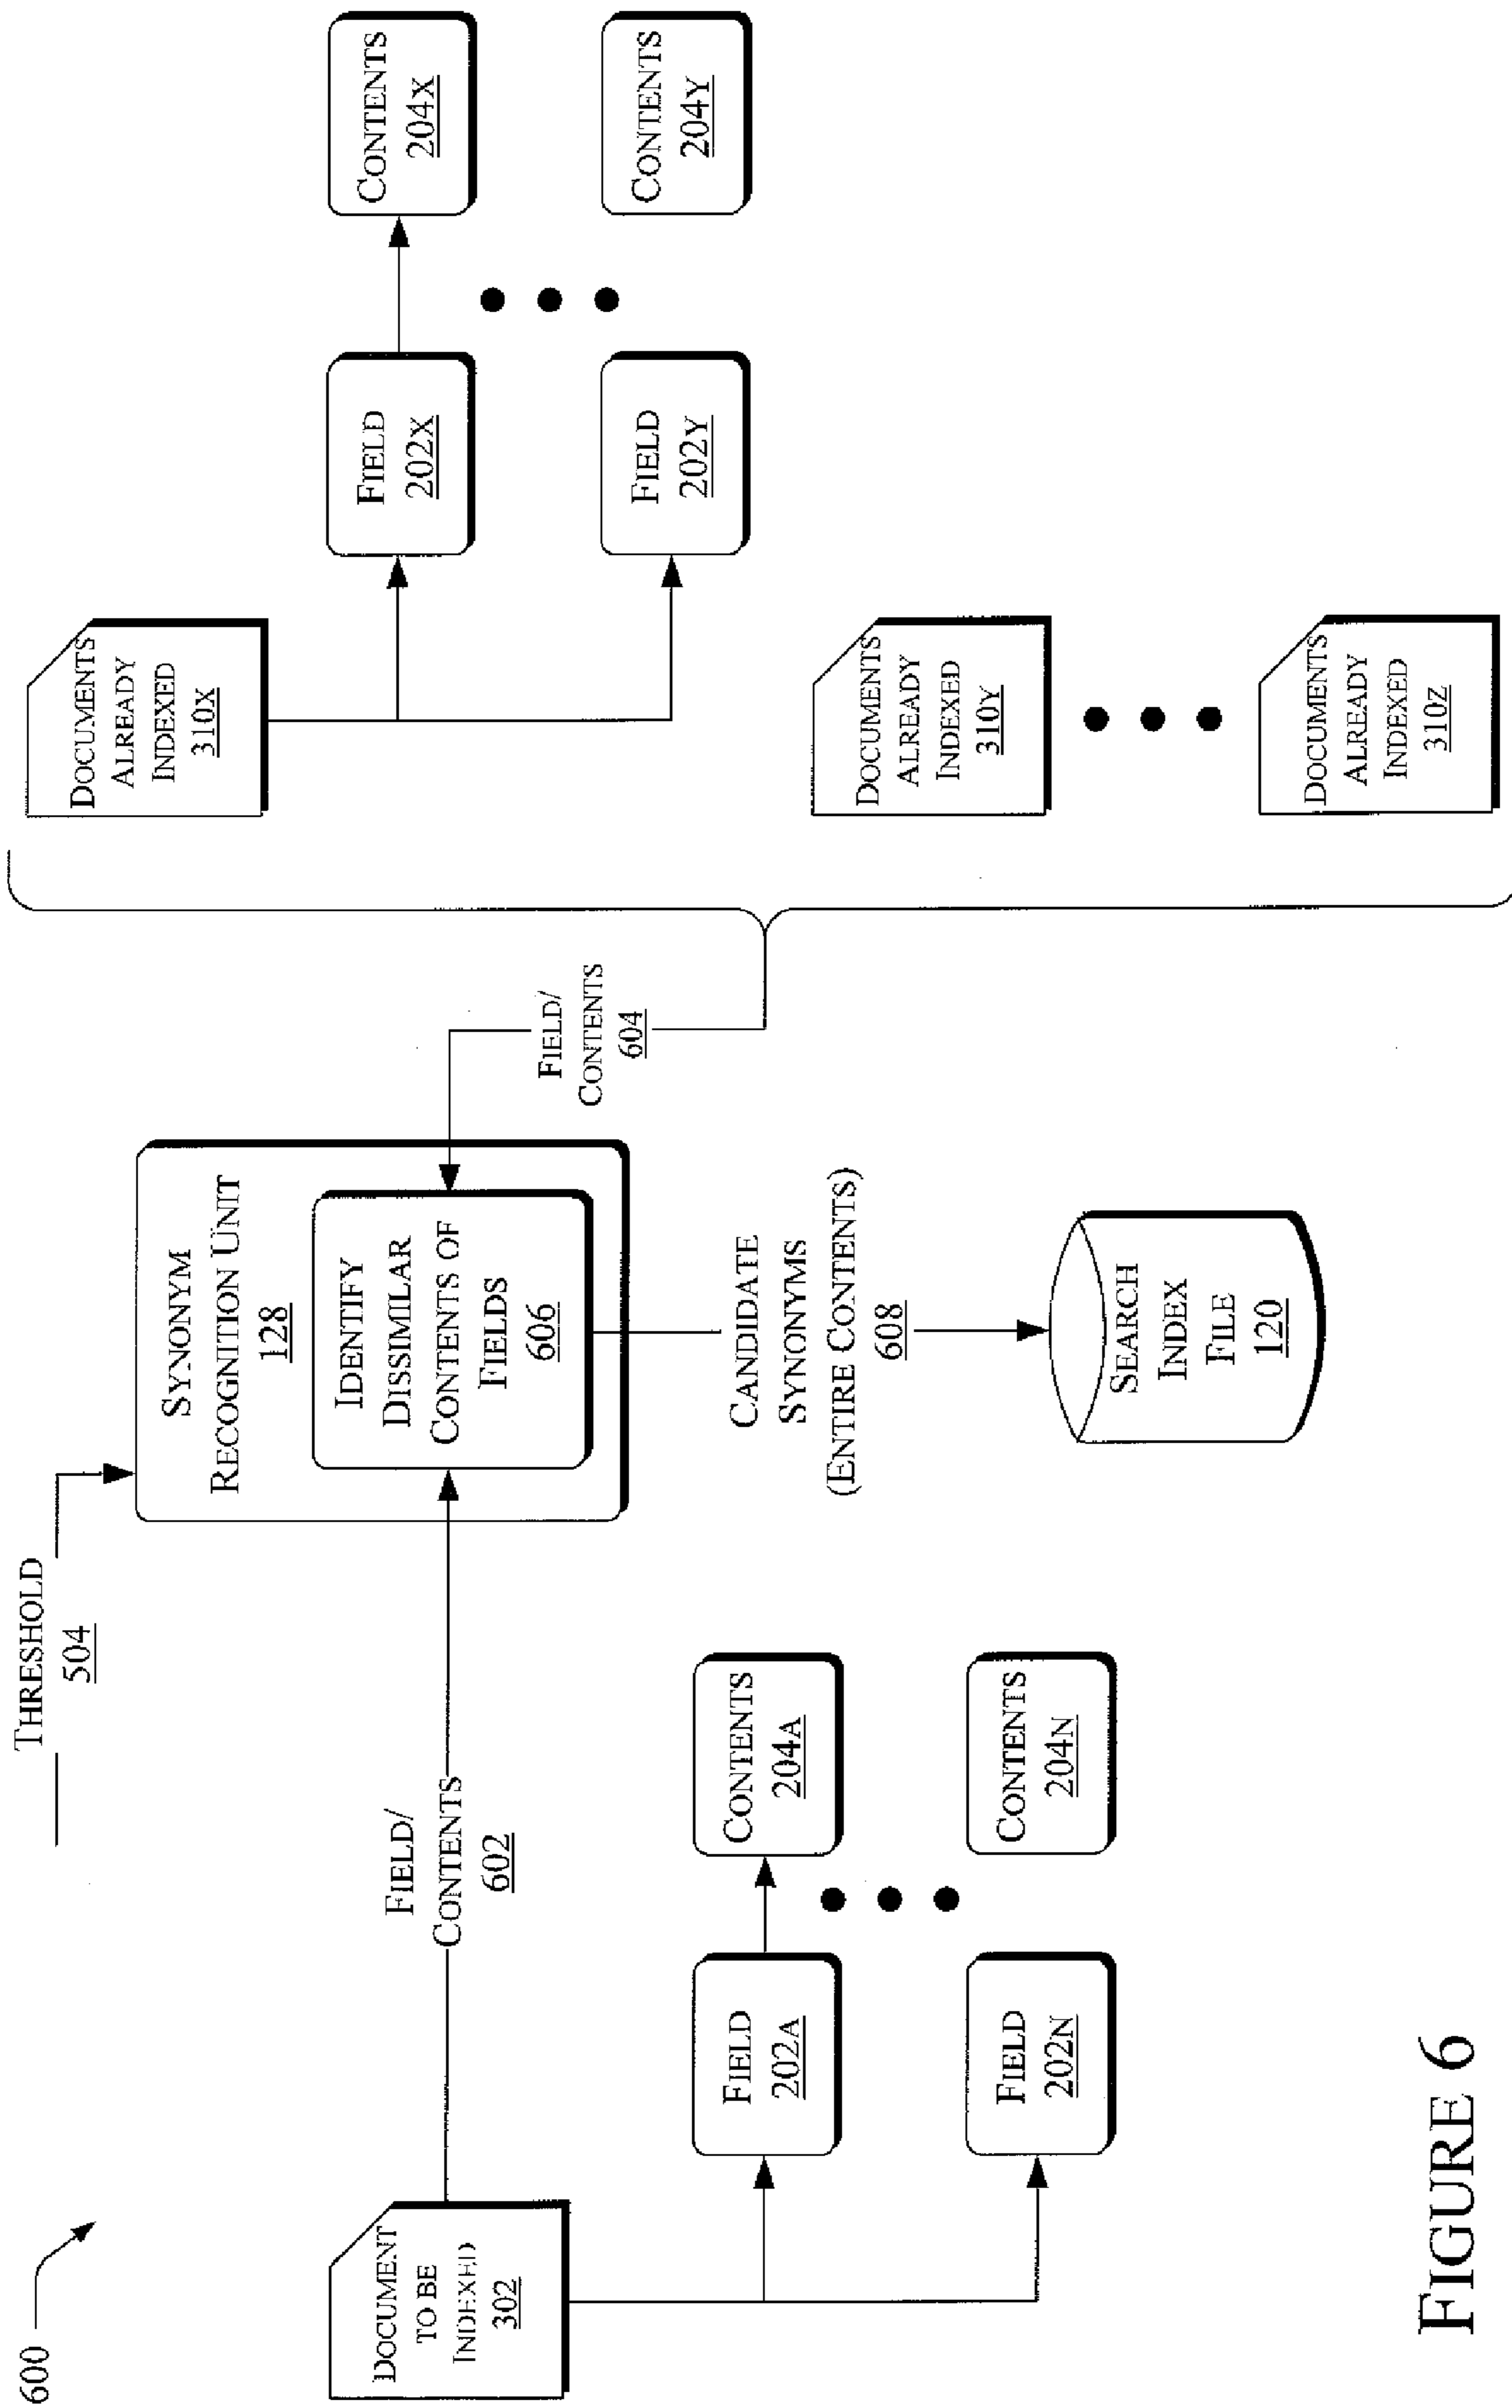 600
DOCUMENT
TO BE
INDEXED
302
FIELD/
CONTENTS
602
FIELD
202A
CONTENTS
204A
FIELD
202N
CONTENTS
204N
THRESHOLD
504
SYNONYM
RECOGNITION UNIT
128
IDENTIFY
DISSIMILAR
CONTENTS OF
FIELDS
606
CANDIDATE
SYNONYMS
(ENTIRE CONTENTS)
608
SEARCH
INDEX
FILE
120
FIELD/
CONTENTS
604
DOCUMENTS
ALREADY
INDEXED
310X
FIELD
202X
CONTENTS
204X
FIELD
202Y
CONTENTS
204Y
DOCUMENTS
ALREADY
INDEXED
310Y
DOCUMENTS
ALREADY
INDEXED
310Z
FIGURE 6